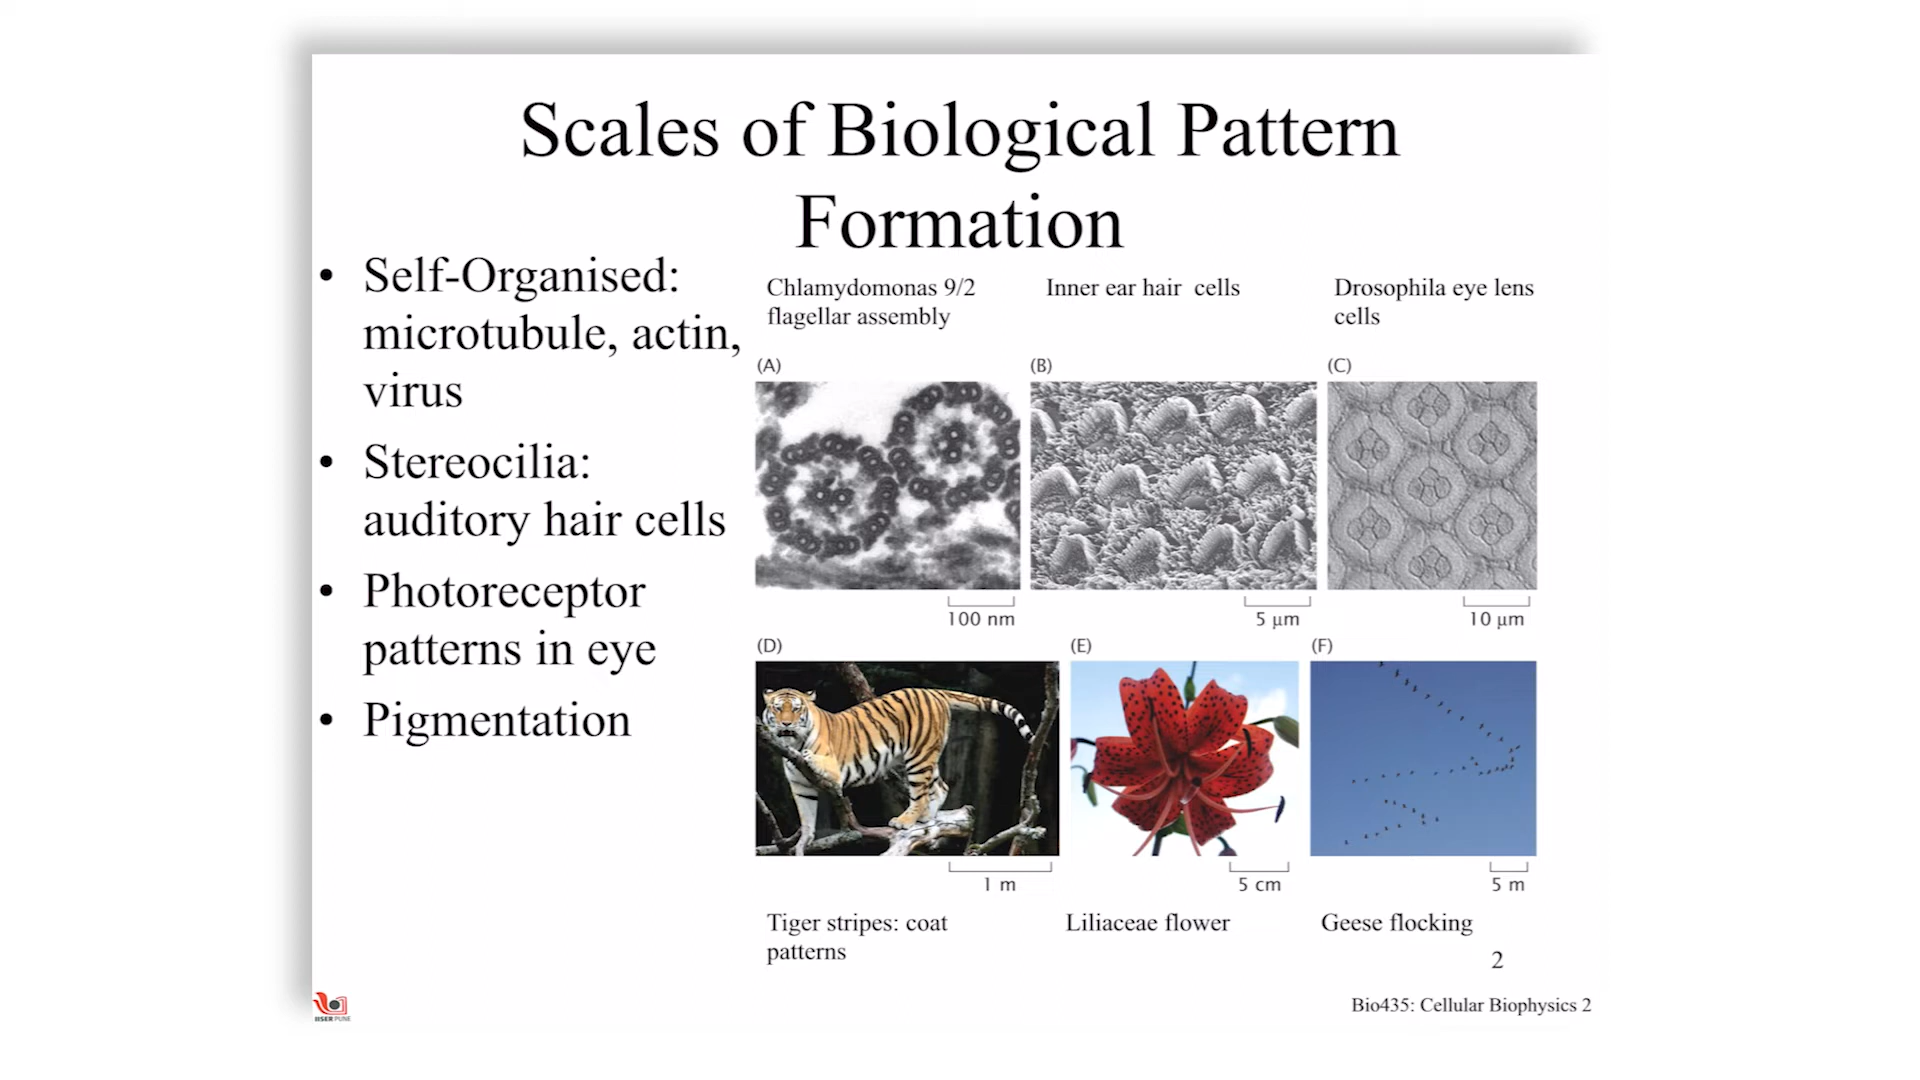 Scales of Biological Pattern
Formation
• Self-Organised:
microtubule, actin,
virus
• Stereocilia:
auditory hair cells
• Photoreceptor
patterns in eye
• Pigmentation
Chlamydomonas 9/2
flagellar assembly
Inner ear hair cells
Drosophila eye lens
cells
(A)
(B)
(C)
100 nm
5 μm
10 μm
(D)
(E)
(F)
1 m
5 cm
5 m
Tiger stripes: coat
patterns
Liliaceae flower
Geese flocking
2
IISER PUNE
Bio435: Cellular Biophysics 2